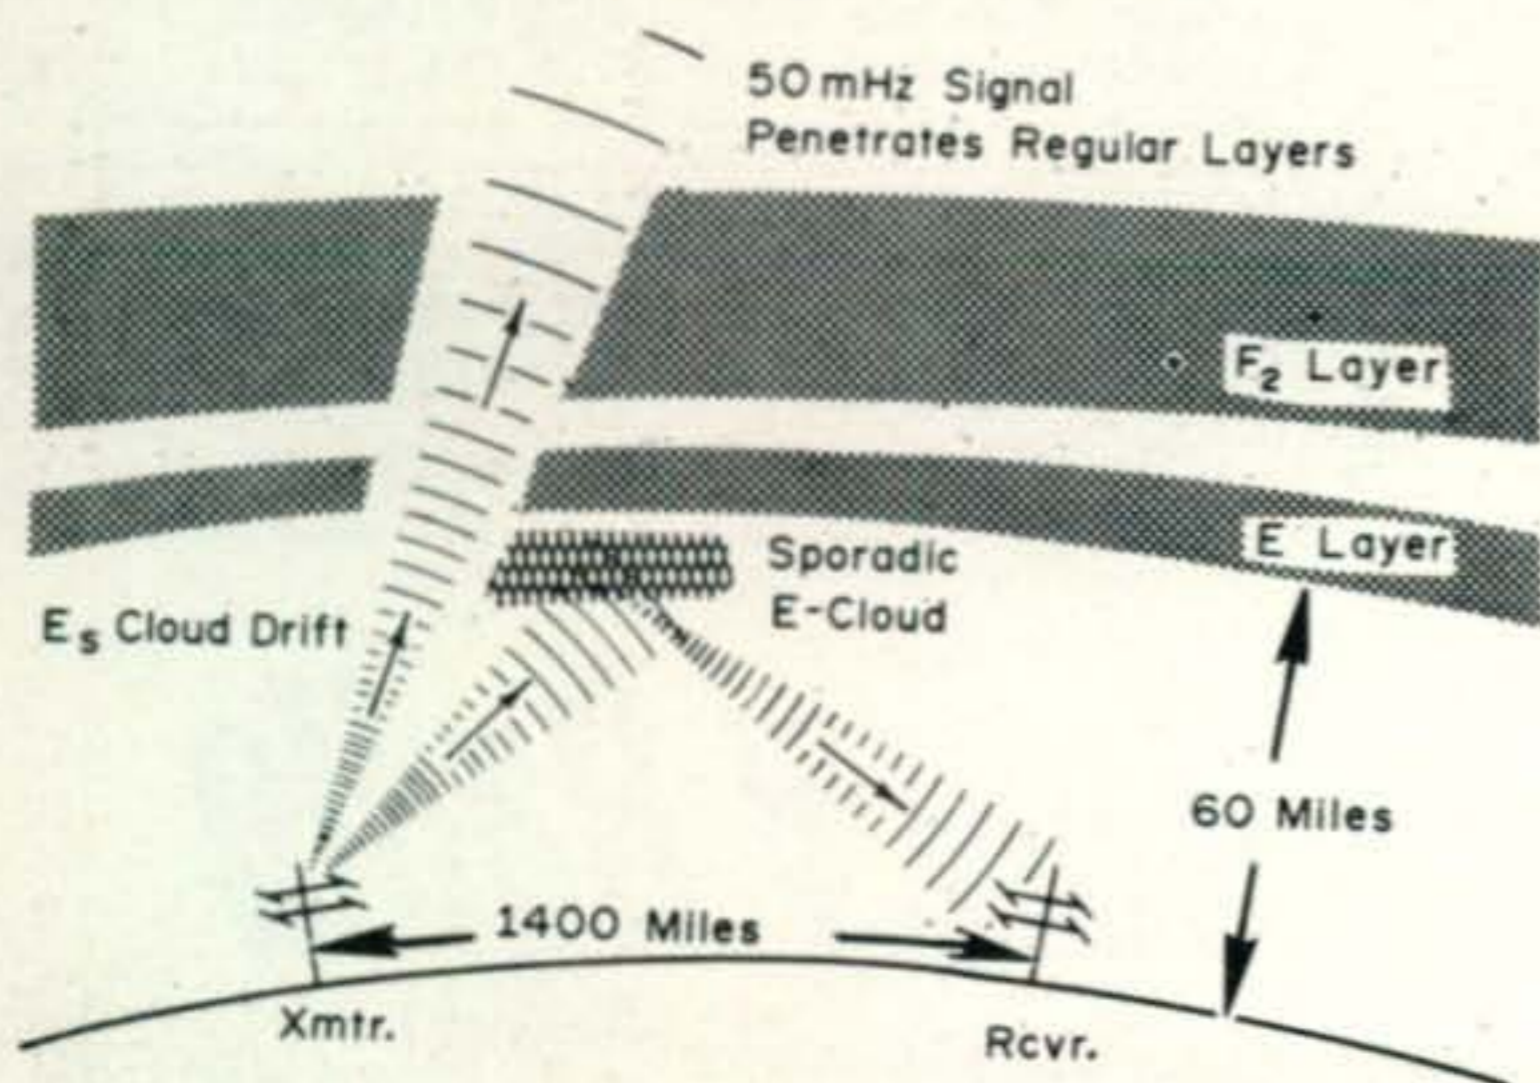 50 mHz Signal
Penetrates Regular Layers
F₂ Layer
E Layer
Sporadic
E-Cloud
Eₛ Cloud Drift
60 Miles
1400 Miles
Xmtr.
Rcvr.